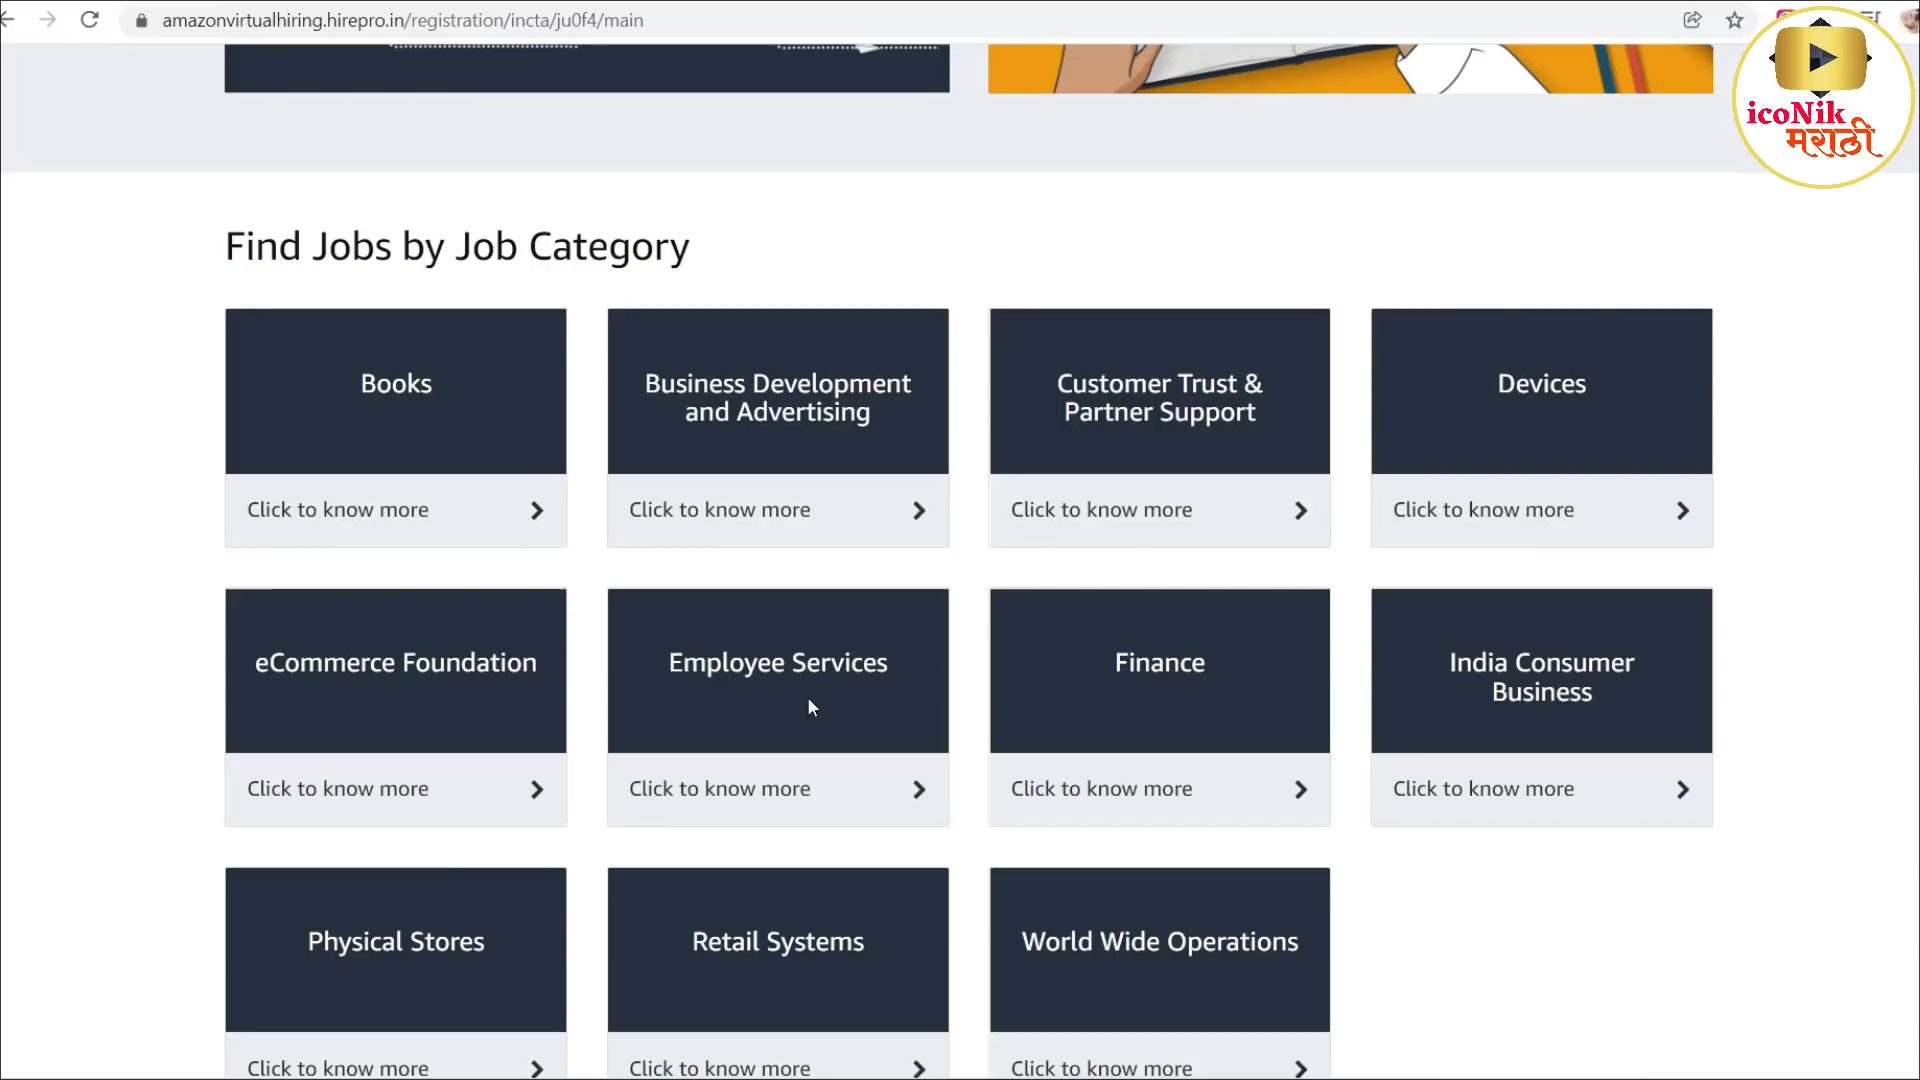 amazonvirtualhiring.hirepro.in/registration/incta/ju0f4/main
icoNik
मराठी
Find Jobs by Job Category
Books
Business Development
and Advertising
Customer Trust &
Partner Support
Devices
Click to know more
Click to know more
Click to know more
Click to know more
eCommerce Foundation
Employee Services
Finance
India Consumer
Business
Click to know more
Click to know more
Click to know more
Click to know more
Physical Stores
Retail Systems
World Wide Operations
Click to know more
Click to know more
Click to know more